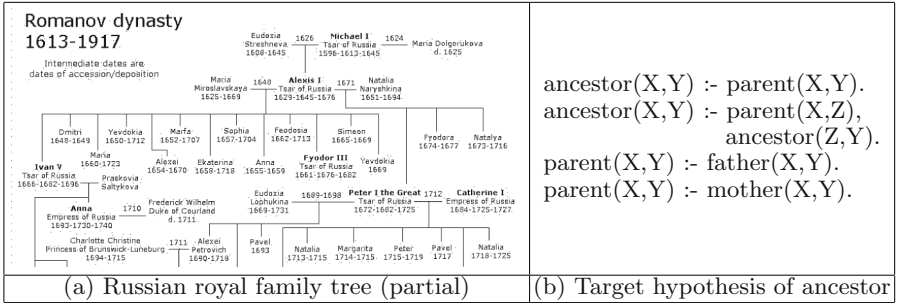 Romanov dynasty
1613-1917
Intermediate dates are
dates of accession/deposition
Eudoxia
Streshneva
1608-1645
1626
Michael I
Tsar of Russia
1596-1613-1645
1624
Maria Dolgorukova
d. 1625
Maria
Miroslavskaya
1625-1669
1648
Alexis I
Tsar of Russia
1629-1645-1676
1671
Natalia
Naryshkina
1651-1694
Dmitri
1648-1649
Yevdokia
1650-1712
Marfa
1652-1707
Sophia
1657-1704
Feodosia
1662-1713
Simeon
1665-1669
Fyodora
1674-1677
Natalya
1673-1716
Maria
1660-1723
Alexei
1654-1670
Ekaterina
1658-1718
Anna
1655-1659
Fyodor III
Tsar of Russia
1661-1676-1682
Yevdokia
1669
Ivan V
Tsar of Russia
1666-1682-1696
Praskovia
Saltykova
Eudoxia
Lophukina
1669-1731
1689-1698
Peter I the Great
Tsar of Russia
1672-1682-1725
1712
Catherine I
Empress of Russia
1684-1725-1727
Anna
Empress of Russia
1693-1730-1740
1710
Frederick Wilhelm
Duke of Courland
d. 1711
Charlotte Christine
Princess of Brunswick-Luneburg
1694-1715
1711
Alexei
Petrovich
1690-1718
Pavel
1693
Natalia
1713-1715
Margarita
1714-1715
Peter
1715-1719
Pavel
1717
Natalia
1718-1725
(a) Russian royal family tree (partial)
ancestor(X,Y) :- parent(X,Y).
ancestor(X,Y) :- parent(X,Z),
ancestor(Z,Y).
parent(X,Y) :- father(X,Y).
parent(X,Y) :- mother(X,Y).
(b) Target hypothesis of ancestor